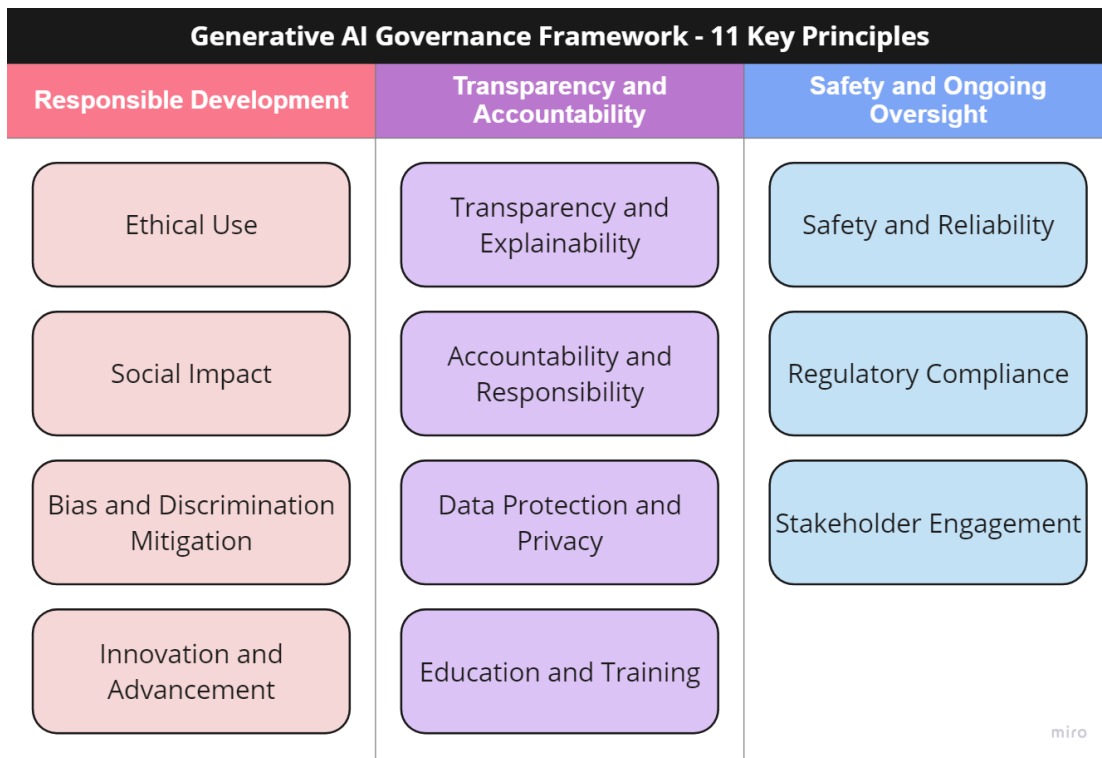 Generative AI Governance Framework - 11 Key Principles
Responsible Development
Transparency and
Accountability
Safety and Ongoing
Oversight
Ethical Use
Social Impact
Bias and Discrimination
Mitigation
Innovation and
Advancement
Transparency and
Explainability
Accountability and
Responsibility
Data Protection and
Privacy
Education and Training
Safety and Reliability
Regulatory Compliance
Stakeholder Engagement
miro